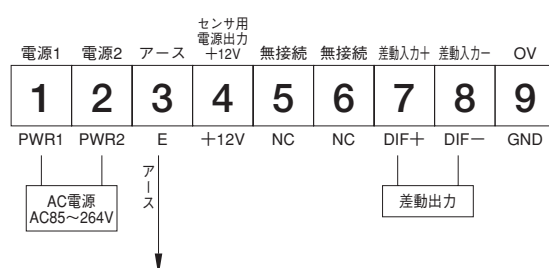 センサ用
電源出力
電源1 電源2 アース +12V 無接続 無接続 差動入力+ 差動入力− OV
1 2 3 4 5 6 7 8 9
PWR1 PWR2 E +12V NC NC DIF+ DIF− GND
アース
AC電源
AC85〜264V
差動出力